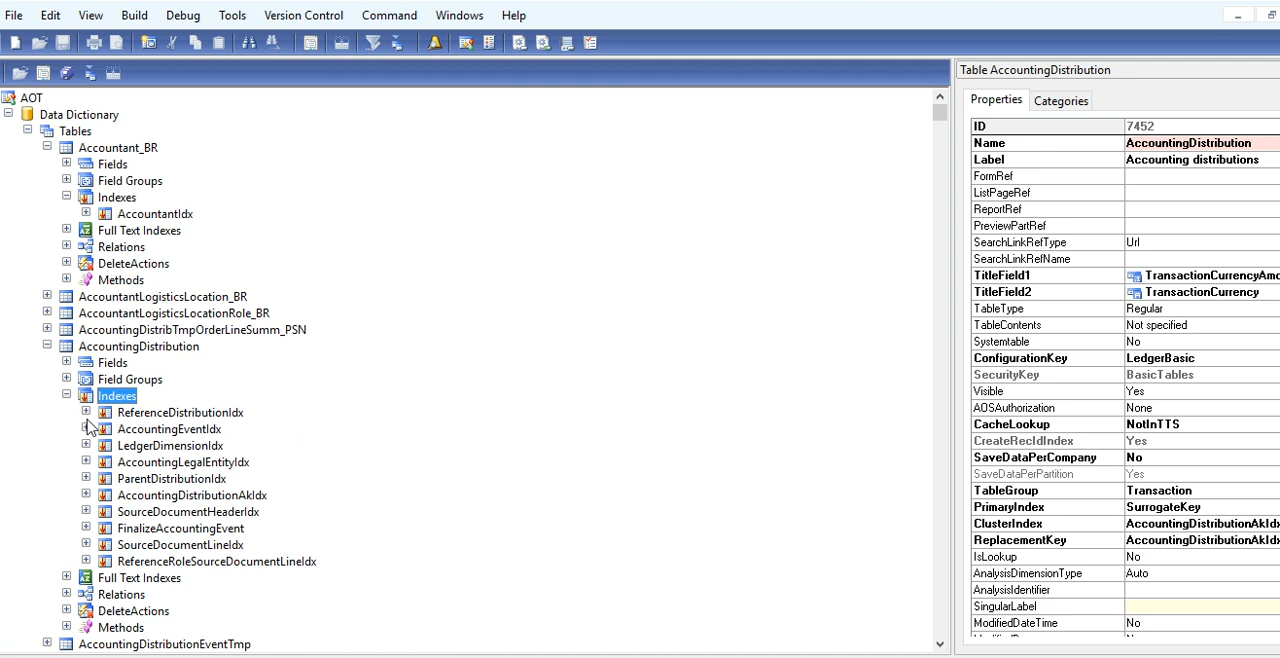 File Edit View Build Debug Tools Version Control Command Windows Help
AOT
Data Dictionary
Tables
Accountant_BR
Fields
Field Groups
Indexes
AccountantIdx
Full Text Indexes
Relations
DeleteActions
Methods
AccountantLogisticsLocation_BR
AccountantLogisticsLocationRole_BR
AccountingDistribTmpOrderLineSumm_PSN
AccountingDistribution
Fields
Field Groups
Indexes
ReferenceDistributionIdx
AccountingEventIdx
LedgerDimensionIdx
AccountingLegalEntityIdx
ParentDistributionIdx
AccountingDistributionAkIdx
SourceDocumentHeaderIdx
FinalizeAccountingEvent
SourceDocumentLineIdx
ReferenceRoleSourceDocumentLineIdx
Full Text Indexes
Relations
DeleteActions
Methods
AccountingDistributionEventTmp
Table AccountingDistribution
Properties Categories
ID 7452
Name AccountingDistribution
Label Accounting distributions
FormRef
ListPageRef
ReportRef
PreviewPartRef
SearchLinkRefType Url
SearchLinkRefName
TitleField1 TransactionCurrencyAmo
TitleField2 TransactionCurrency
TableType Regular
TableContents Not specified
Systemtable No
ConfigurationKey LedgerBasic
SecurityKey BasicTables
Visible Yes
AOSAuthorization None
CacheLookup NotInTTS
CreateRecIdIndex Yes
SaveDataPerCompany No
SaveDataPerPartition Yes
TableGroup Transaction
PrimaryIndex SurrogateKey
ClusterIndex AccountingDistributionAkIdx
ReplacementKey AccountingDistributionAkIdx
IsLookup No
AnalysisDimensionType Auto
AnalysisIdentifier
SingularLabel
ModifiedDateTime No